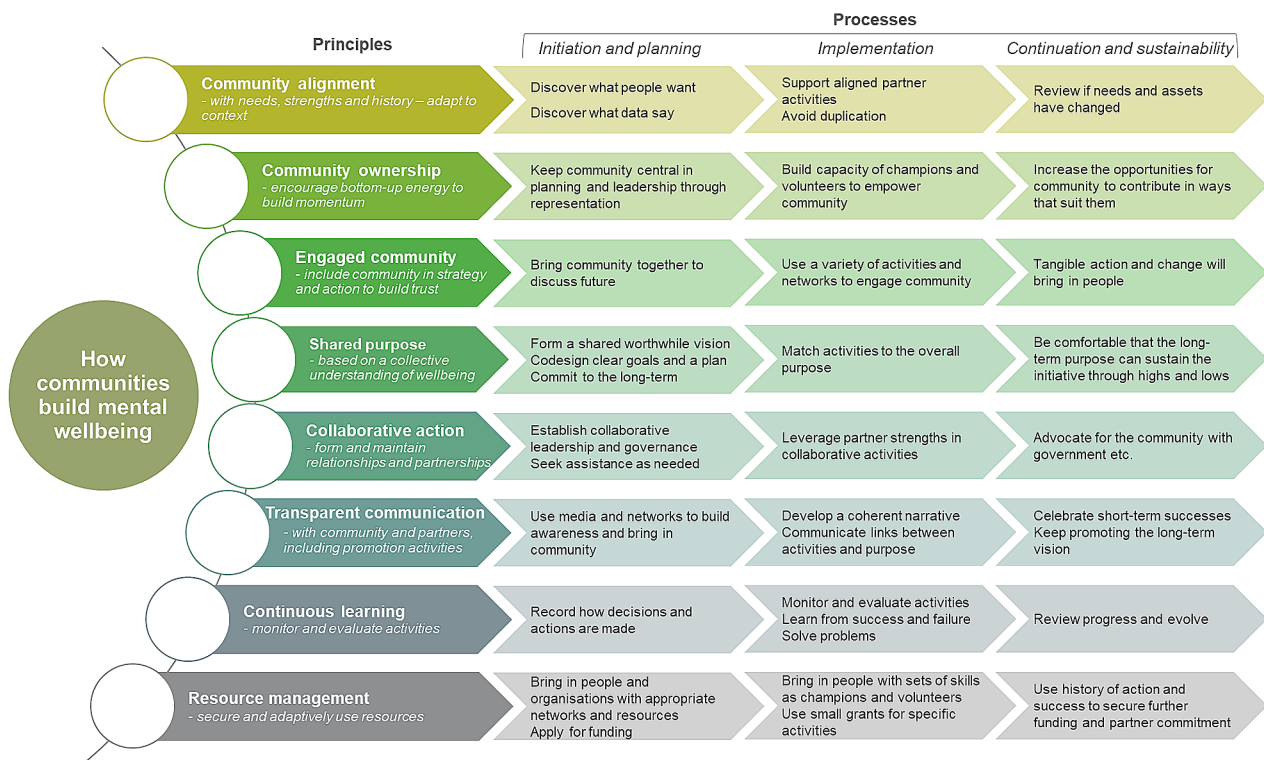 Processes
Principles
Initiation and planning
Implementation
Continuation and sustainability
How
communities
build mental
wellbeing
Community alignment
- with needs, strengths and history – adapt to
context
Discover what people want
Discover what data say
Support aligned partner
activities
Avoid duplication
Review if needs and assets
have changed
Community ownership
- encourage bottom-up energy to
build momentum
Keep community central in
planning and leadership through
representation
Build capacity of champions and
volunteers to empower
community
Increase the opportunities for
community to contribute in ways
that suit them
Engaged community
- include community in strategy
and action to build trust
Bring community together to
discuss future
Use a variety of activities and
networks to engage community
Tangible action and change will
bring in people
Shared purpose
- based on a collective
understanding of wellbeing
Form a shared worthwhile vision
Codesign clear goals and a plan
Commit to the long-term
Match activities to the overall
purpose
Be comfortable that the long-
term purpose can sustain the
initiative through highs and lows
Collaborative action
- form and maintain
relationships and partnerships
Establish collaborative
leadership and governance
Seek assistance as needed
Leverage partner strengths in
collaborative activities
Advocate for the community with
government etc.
Transparent communication
- with community and partners,
including promotion activities
Use media and networks to build
awareness and bring in
community
Develop a coherent narrative
Communicate links between
activities and purpose
Celebrate short-term successes
Keep promoting the long-term
vision
Continuous learning
- monitor and evaluate activities
Record how decisions and
actions are made
Monitor and evaluate activities
Learn from success and failure
Solve problems
Review progress and evolve
Resource management
- secure and adaptively use resources
Bring in people and
organisations with appropriate
networks and resources
Apply for funding
Bring in people with sets of skills
as champions and volunteers
Use small grants for specific
activities
Use history of action and
success to secure further
funding and partner commitment